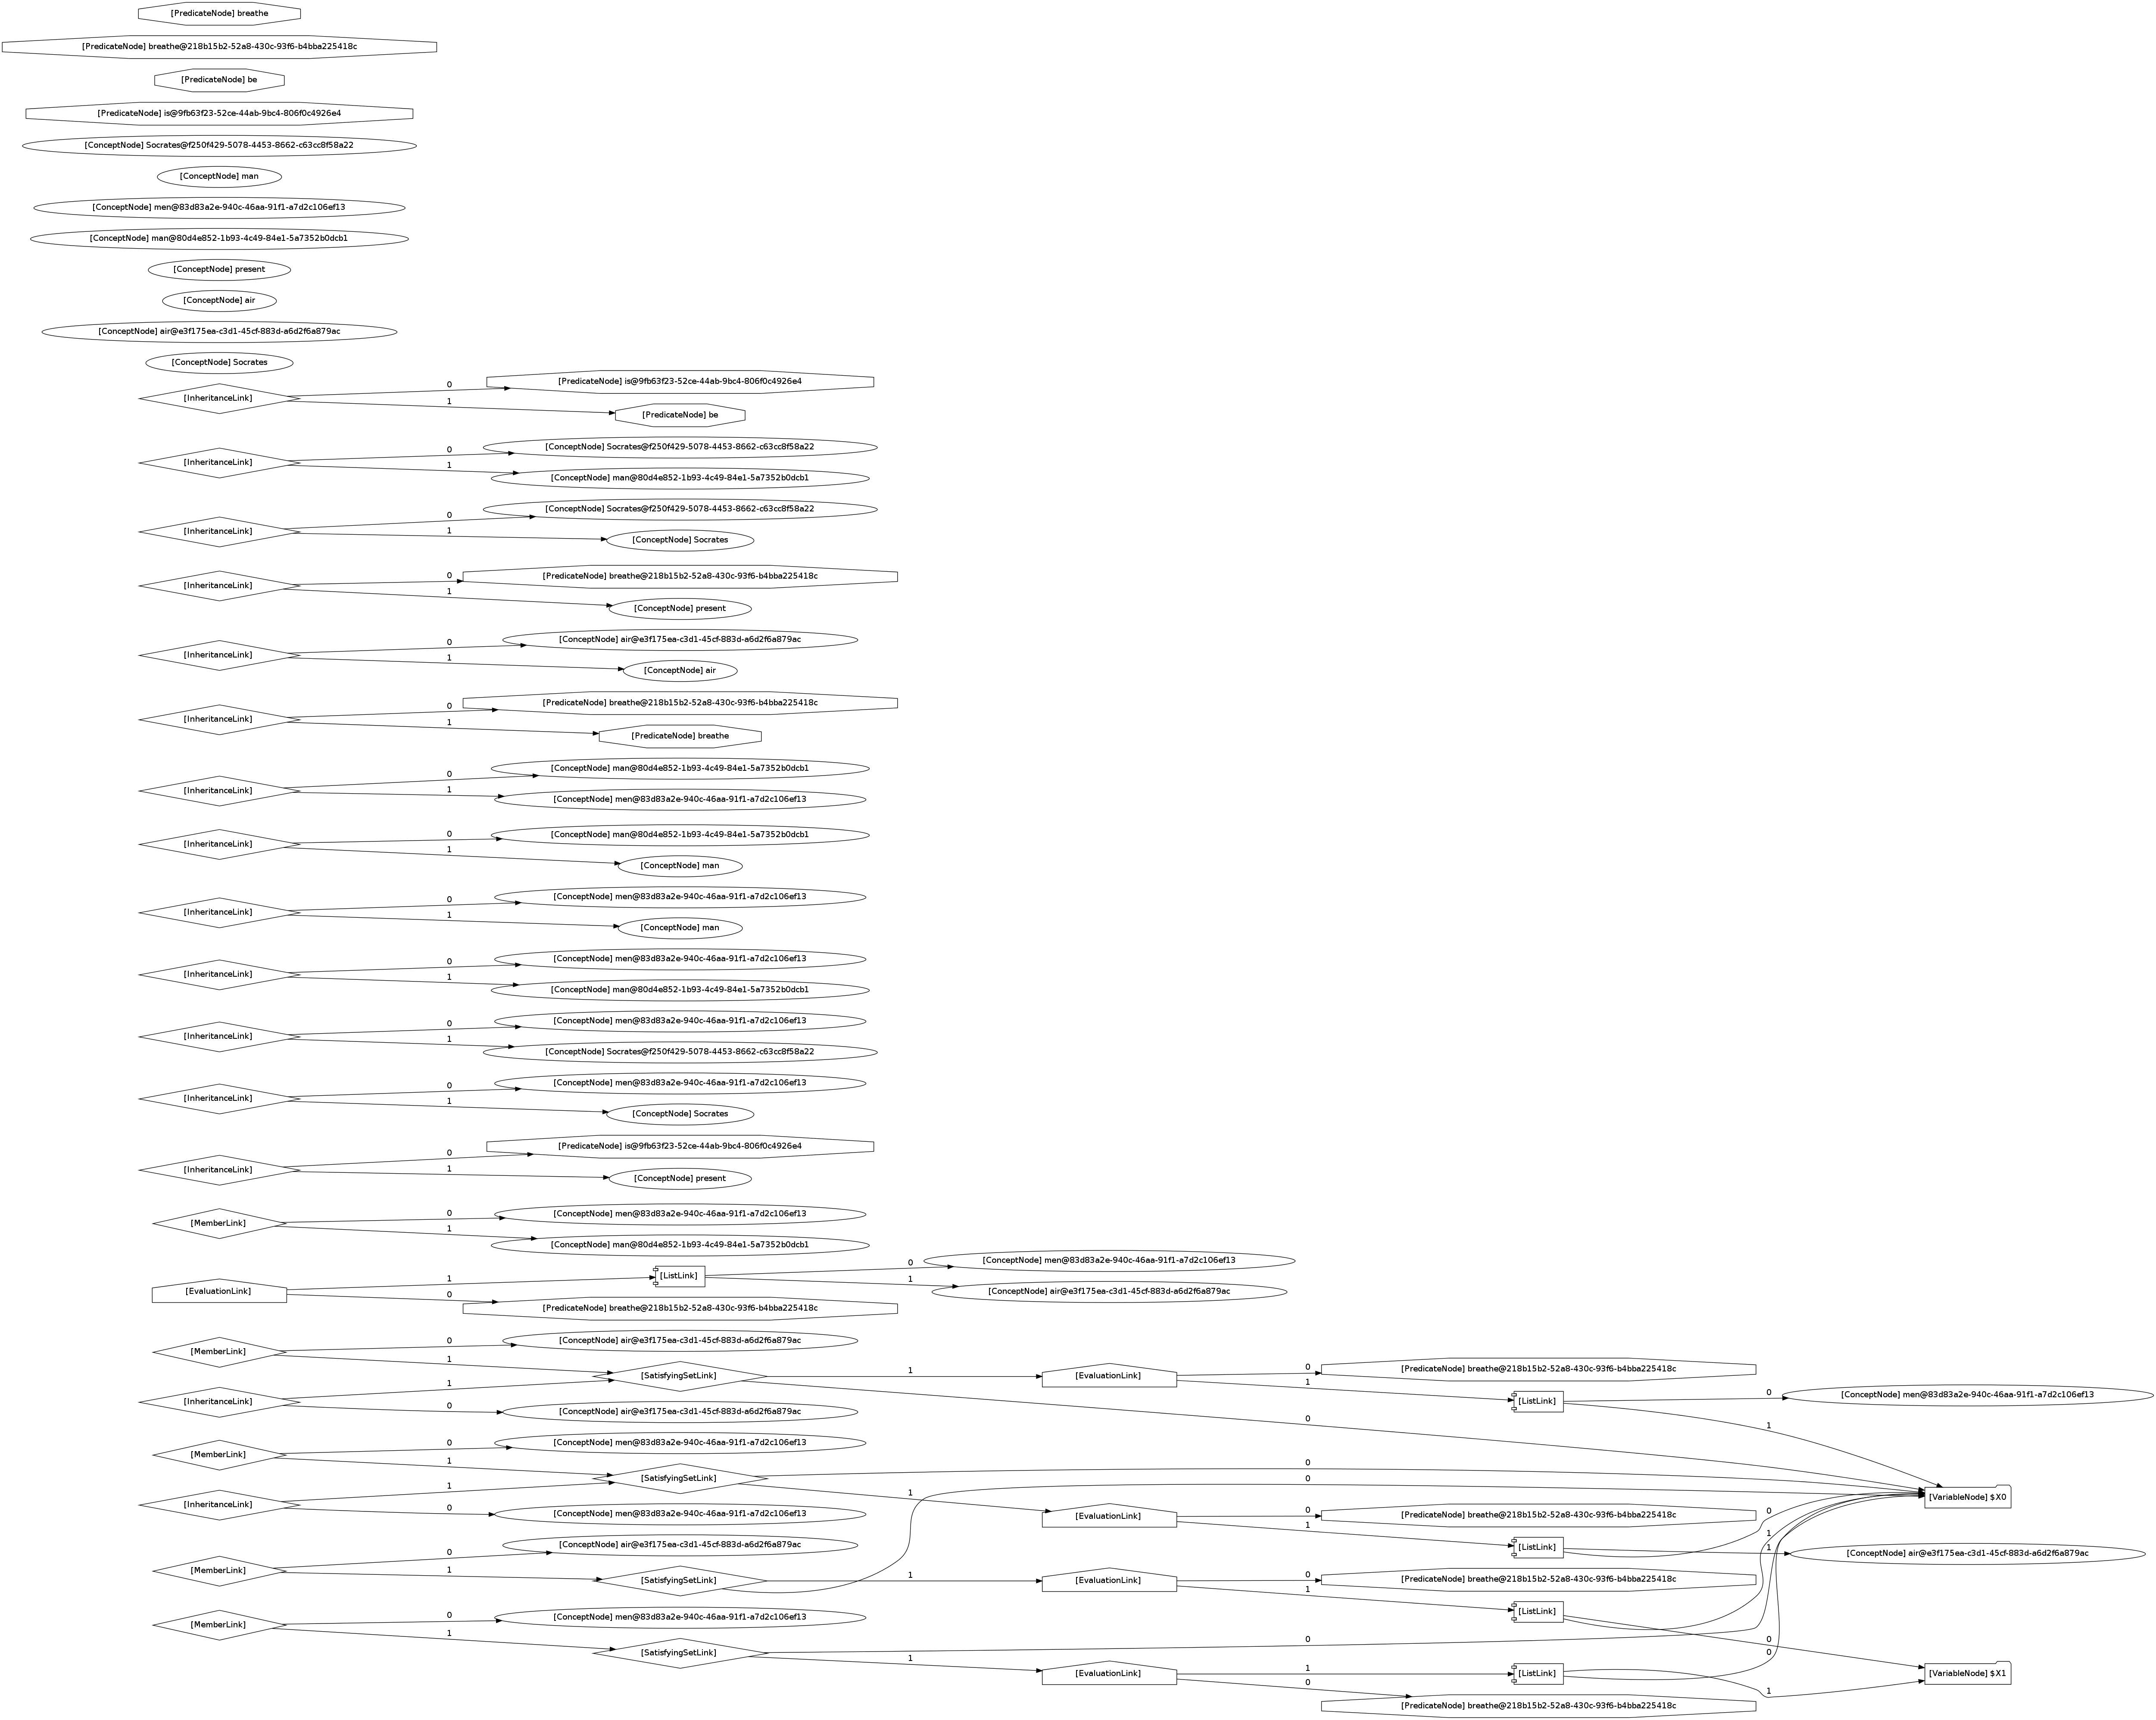 [PredicateNode] breathe
[PredicateNode] breathe@218b15b2-52a8-430c-93f6-b4bba225418c
[PredicateNode] be
[PredicateNode] is@9fb63f23-52ce-44ab-9bc4-806f0c4926e4
[ConceptNode] Socrates@f250f429-5078-4453-8662-c63cc8f58a22
[ConceptNode] man
[ConceptNode] men@83d83a2e-940c-46aa-91f1-a7d2c106ef13
[ConceptNode] man@80d4e852-1b93-4c49-84e1-5a7352b0dcb1
[ConceptNode] present
[ConceptNode] air
[ConceptNode] air@e3f175ea-c3d1-45cf-883d-a6d2f6a879ac
[ConceptNode] Socrates
[InheritanceLink]
0
[PredicateNode] is@9fb63f23-52ce-44ab-9bc4-806f0c4926e4
1
[PredicateNode] be
[InheritanceLink]
0
[ConceptNode] Socrates@f250f429-5078-4453-8662-c63cc8f58a22
1
[ConceptNode] man@80d4e852-1b93-4c49-84e1-5a7352b0dcb1
[InheritanceLink]
0
[ConceptNode] Socrates@f250f429-5078-4453-8662-c63cc8f58a22
1
[ConceptNode] Socrates
[InheritanceLink]
0
[PredicateNode] breathe@218b15b2-52a8-430c-93f6-b4bba225418c
1
[ConceptNode] present
[InheritanceLink]
0
[ConceptNode] air@e3f175ea-c3d1-45cf-883d-a6d2f6a879ac
1
[ConceptNode] air
[InheritanceLink]
0
[PredicateNode] breathe@218b15b2-52a8-430c-93f6-b4bba225418c
1
[PredicateNode] breathe
[InheritanceLink]
0
[ConceptNode] man@80d4e852-1b93-4c49-84e1-5a7352b0dcb1
1
[ConceptNode] men@83d83a2e-940c-46aa-91f1-a7d2c106ef13
[InheritanceLink]
0
[ConceptNode] man@80d4e852-1b93-4c49-84e1-5a7352b0dcb1
1
[ConceptNode] man
[InheritanceLink]
0
[ConceptNode] men@83d83a2e-940c-46aa-91f1-a7d2c106ef13
1
[ConceptNode] man
[InheritanceLink]
0
[ConceptNode] men@83d83a2e-940c-46aa-91f1-a7d2c106ef13
1
[ConceptNode] man@80d4e852-1b93-4c49-84e1-5a7352b0dcb1
[InheritanceLink]
0
[ConceptNode] men@83d83a2e-940c-46aa-91f1-a7d2c106ef13
1
[ConceptNode] Socrates@f250f429-5078-4453-8662-c63cc8f58a22
[InheritanceLink]
0
[ConceptNode] men@83d83a2e-940c-46aa-91f1-a7d2c106ef13
1
[ConceptNode] Socrates
[InheritanceLink]
0
[PredicateNode] is@9fb63f23-52ce-44ab-9bc4-806f0c4926e4
1
[ConceptNode] present
[MemberLink]
0
[ConceptNode] men@83d83a2e-940c-46aa-91f1-a7d2c106ef13
1
[ConceptNode] man@80d4e852-1b93-4c49-84e1-5a7352b0dcb1
[EvaluationLink]
1
[ListLink]
0
[ConceptNode] men@83d83a2e-940c-46aa-91f1-a7d2c106ef13
1
[ConceptNode] air@e3f175ea-c3d1-45cf-883d-a6d2f6a879ac
0
[PredicateNode] breathe@218b15b2-52a8-430c-93f6-b4bba225418c
[MemberLink]
0
[ConceptNode] air@e3f175ea-c3d1-45cf-883d-a6d2f6a879ac
1
[SatisfyingSetLink]
1
[EvaluationLink]
0
[PredicateNode] breathe@218b15b2-52a8-430c-93f6-b4bba225418c
1
[ListLink]
0
[ConceptNode] men@83d83a2e-940c-46aa-91f1-a7d2c106ef13
1
0
[InheritanceLink]
1
0
[ConceptNode] air@e3f175ea-c3d1-45cf-883d-a6d2f6a879ac
[MemberLink]
0
[ConceptNode] men@83d83a2e-940c-46aa-91f1-a7d2c106ef13
1
[SatisfyingSetLink]
0
0
[VariableNode] $X0
1
[EvaluationLink]
0
[PredicateNode] breathe@218b15b2-52a8-430c-93f6-b4bba225418c
1
[ListLink]
0
1
1
[ConceptNode] air@e3f175ea-c3d1-45cf-883d-a6d2f6a879ac
[InheritanceLink]
1
0
[ConceptNode] men@83d83a2e-940c-46aa-91f1-a7d2c106ef13
[MemberLink]
0
[ConceptNode] air@e3f175ea-c3d1-45cf-883d-a6d2f6a879ac
1
[SatisfyingSetLink]
1
[EvaluationLink]
0
[PredicateNode] breathe@218b15b2-52a8-430c-93f6-b4bba225418c
1
[ListLink]
0
[MemberLink]
0
[ConceptNode] men@83d83a2e-940c-46aa-91f1-a7d2c106ef13
1
[SatisfyingSetLink]
0
0
1
[EvaluationLink]
1
[ListLink]
1
[VariableNode] $X1
0
[PredicateNode] breathe@218b15b2-52a8-430c-93f6-b4bba225418c